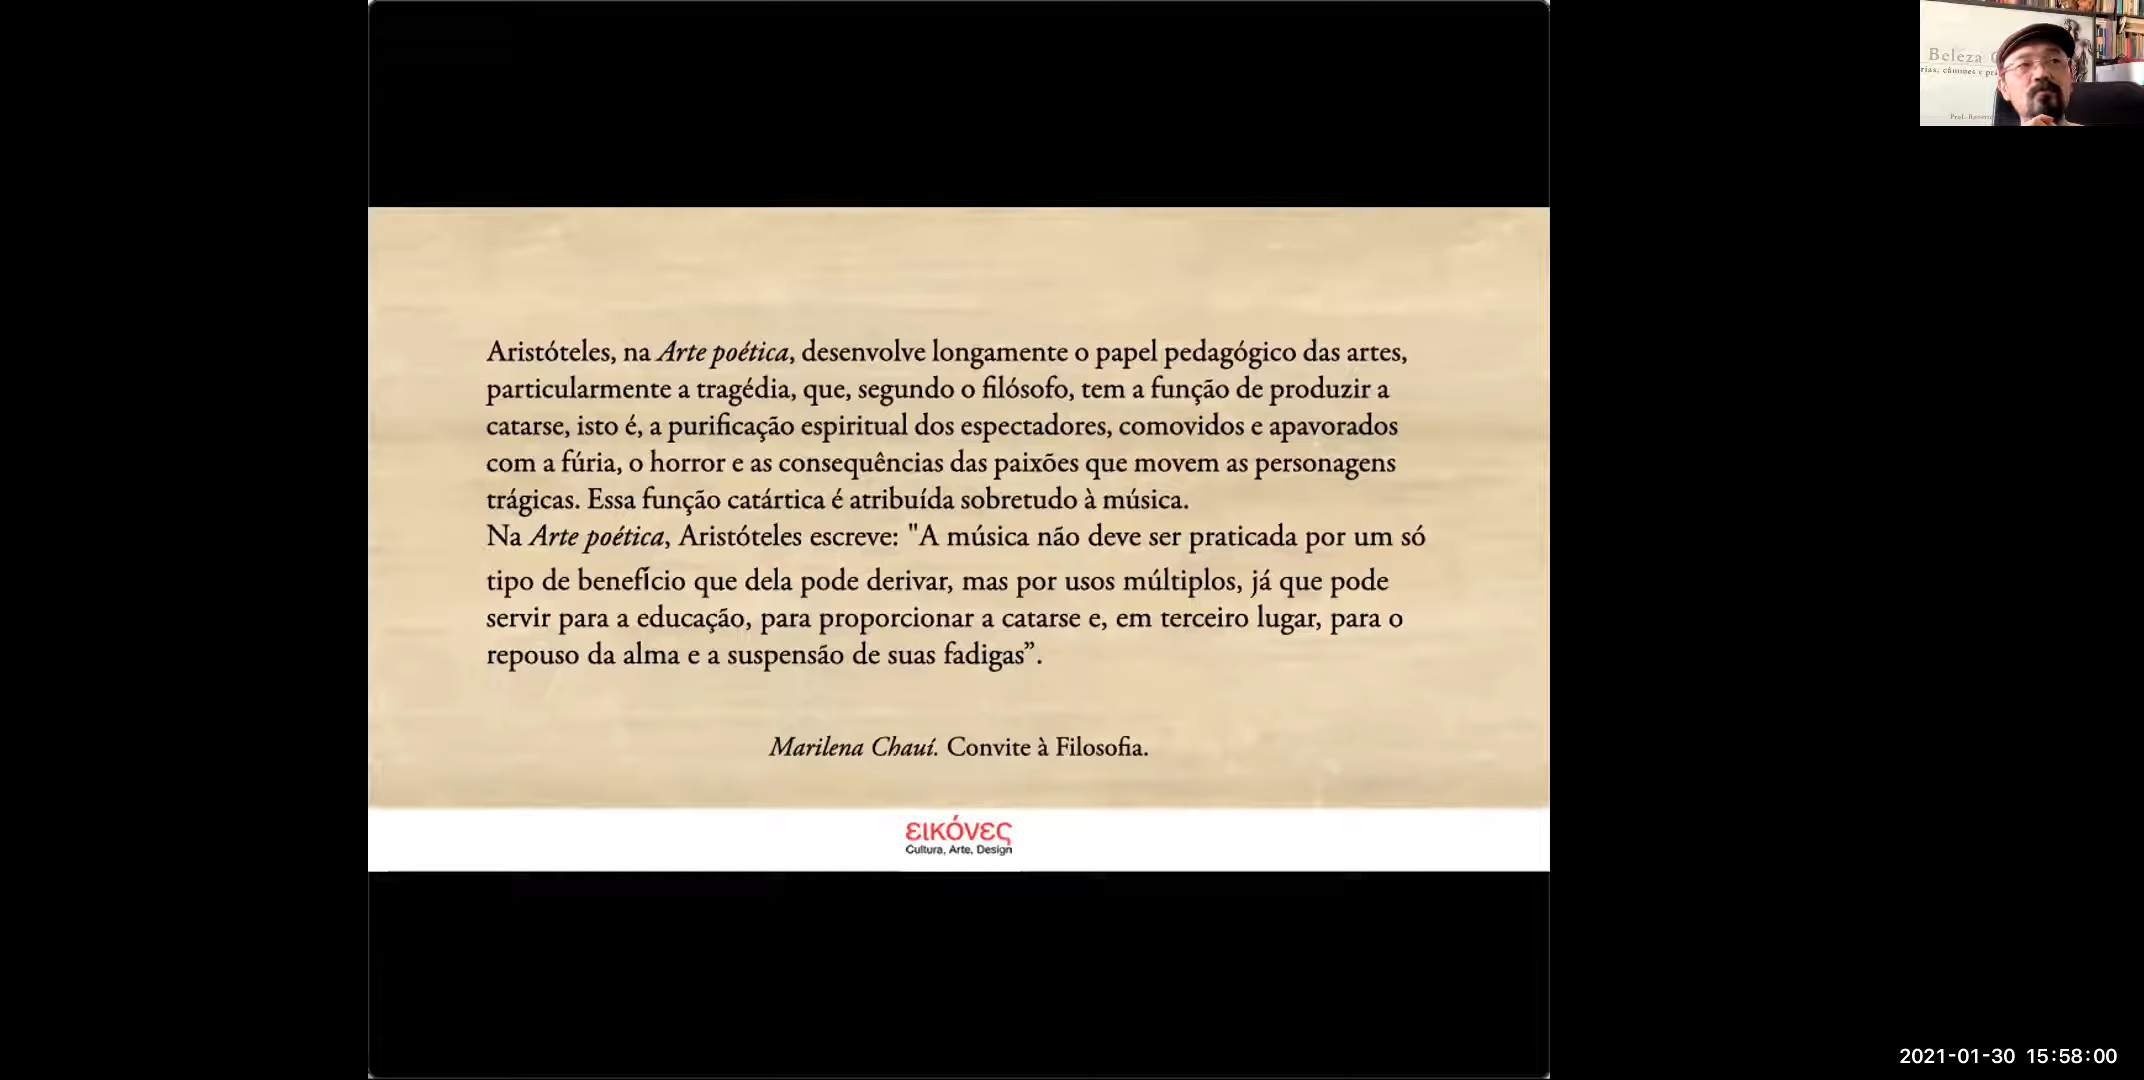 Beleza
rias, cânones e
Aristóteles, na Arte poética, desenvolve longamente o papel pedagógico das artes,
particularmente a tragédia, que, segundo o filósofo, tem a função de produzir a
catarse, isto é, a purificação espiritual dos espectadores, comovidos e apavorados
com a fúria, o horror e as consequências das paixões que movem as personagens
trágicas. Essa função catártica é atribuída sobretudo à música.
Na Arte poética, Aristóteles escreve: "A música não deve ser praticada por um só
tipo de benefício que dela pode derivar, mas por usos múltiplos, já que pode
servir para a educação, para proporcionar a catarse e, em terceiro lugar, para o
repouso da alma e a suspensão de suas fadigas”.
Marilena Chauí. Convite à Filosofia.
εικόνες
Cultura, Arte, Design
2021-01-30 15:58:00